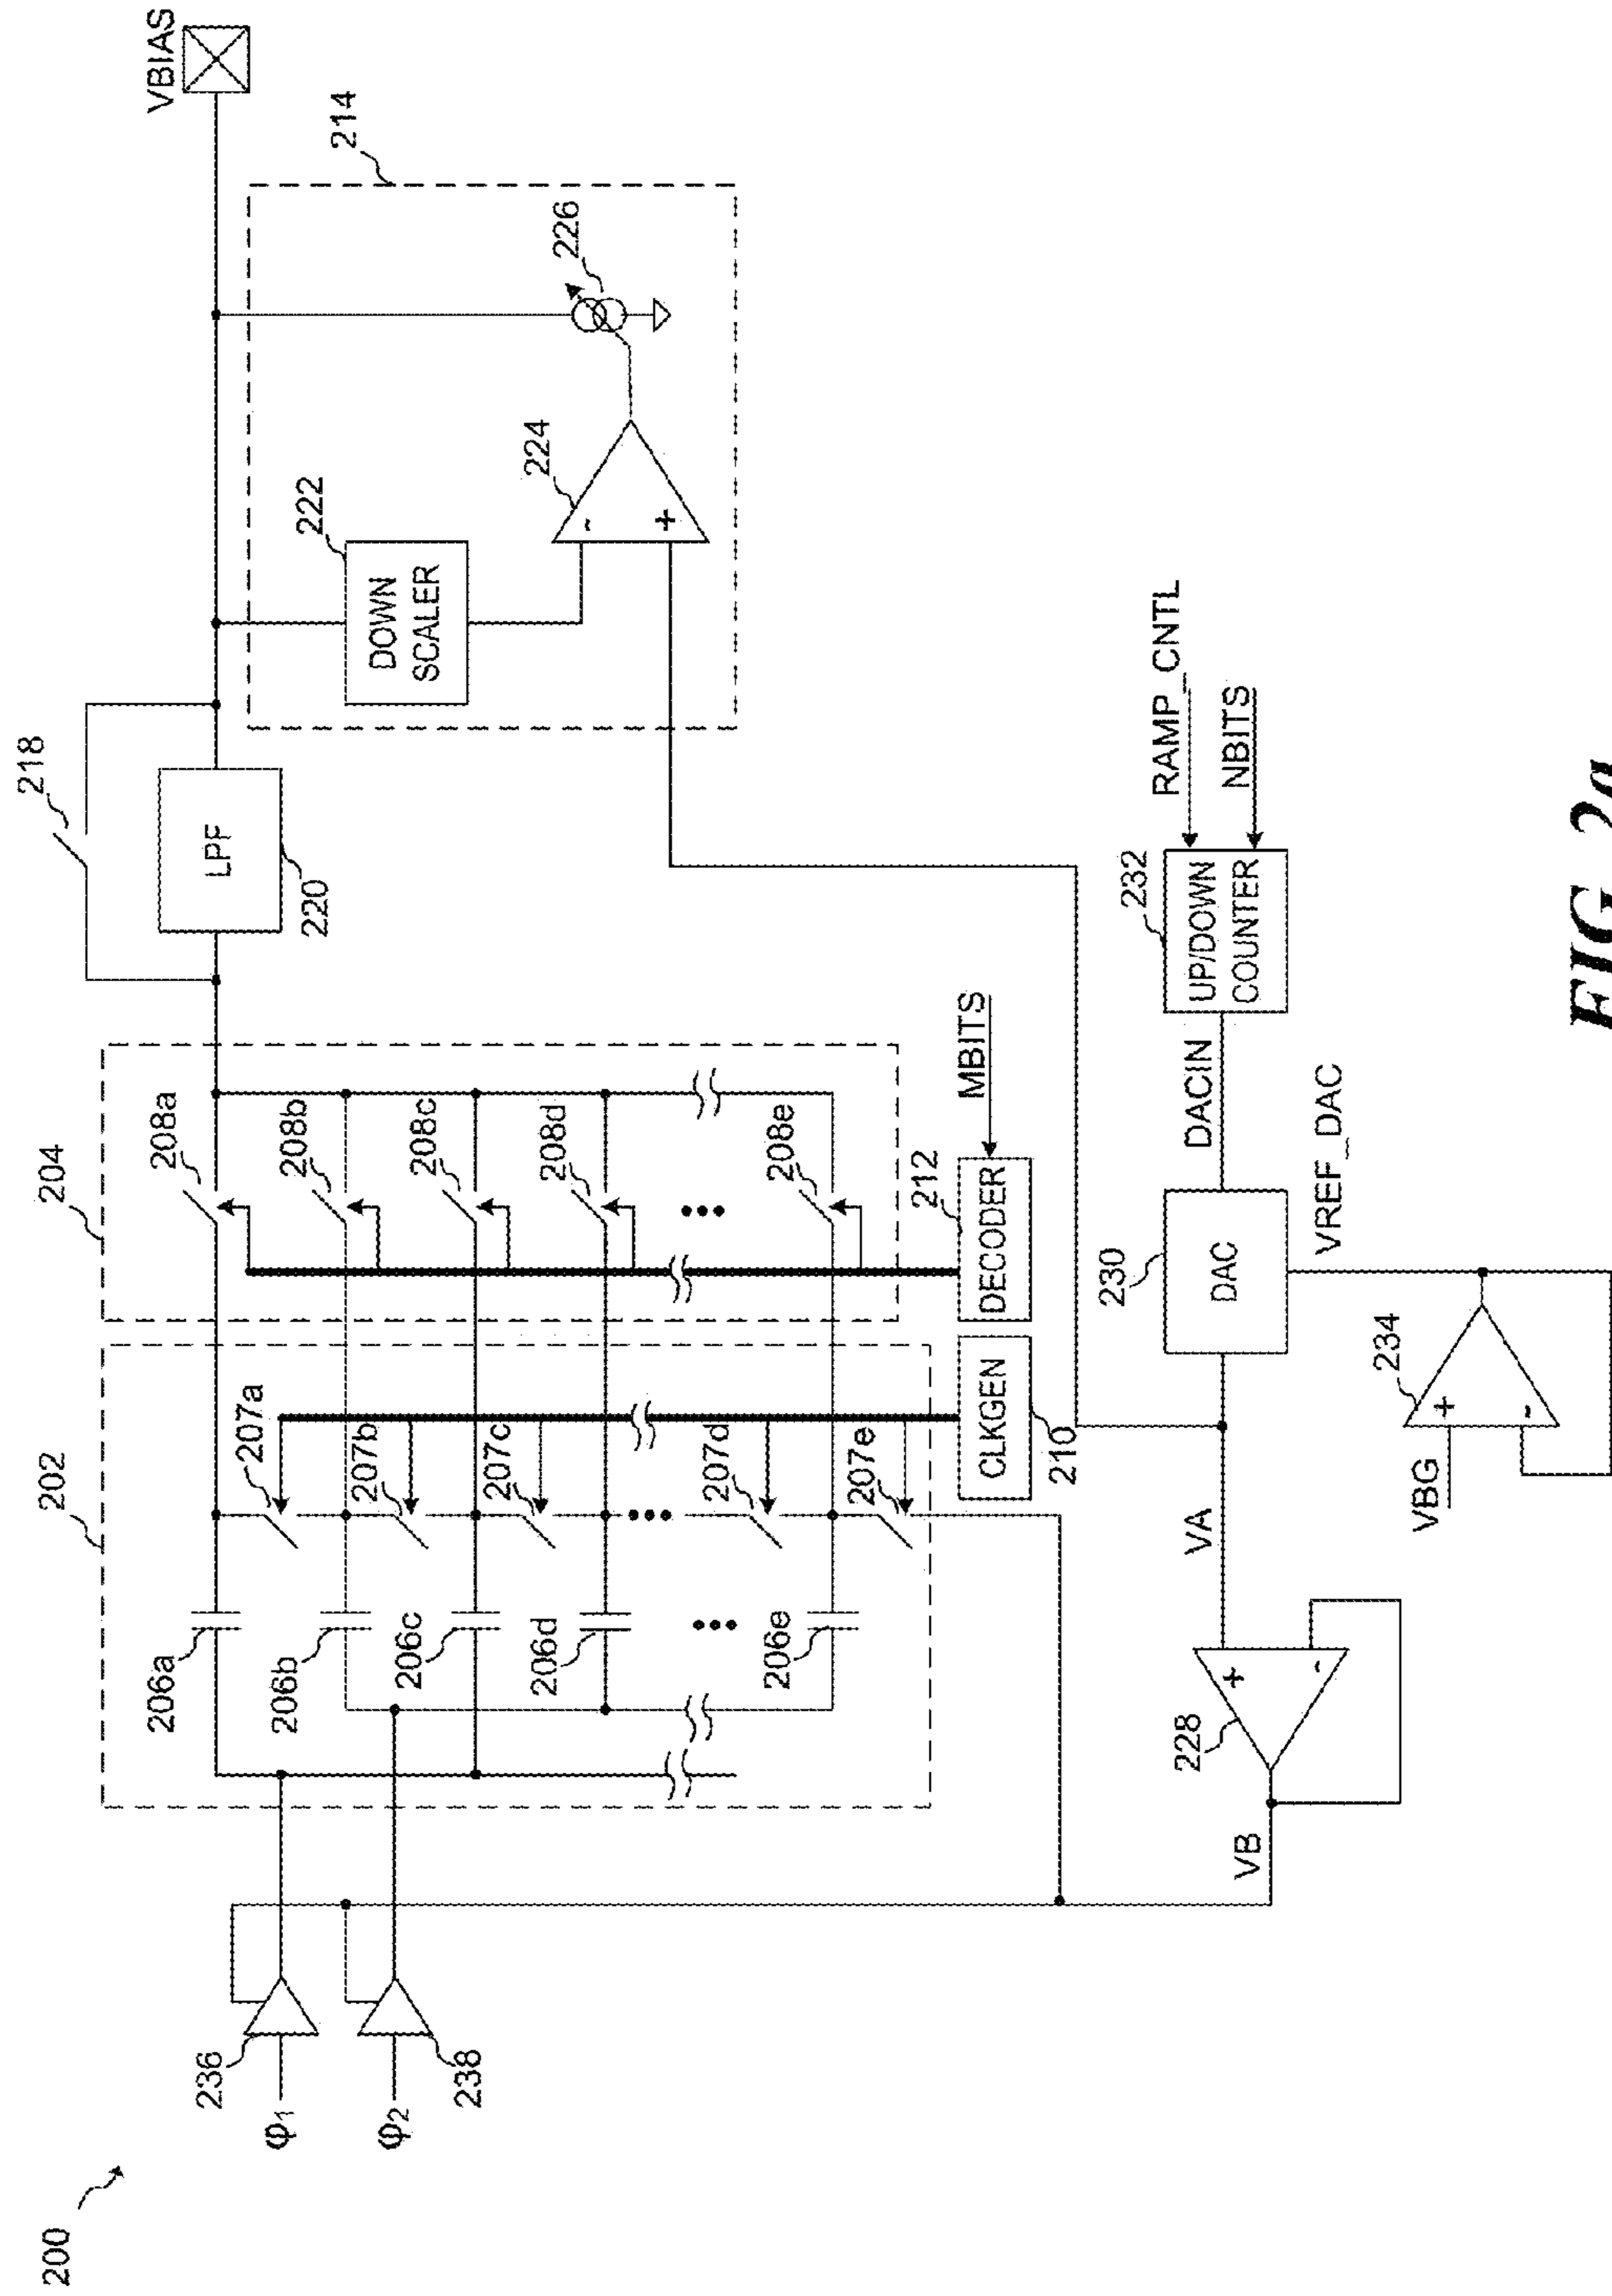 200
φ1
φ2
236
238
202
204
206a
206b
206c
206d
206e
207a
207b
207c
207d
207e
208a
208b
208c
208d
208e
CLKGEN
210
DECODER
212
MBITS
218
LPF
220
VBIAS
214
222
DOWN
SCALER
224
-
+
226
VB
228
+
-
VA
230
DAC
DACIN
232
UP/DOWN
COUNTER
RAMP_CNTL
NBITS
VREF_DAC
234
+
-
VBG
FIG 2a